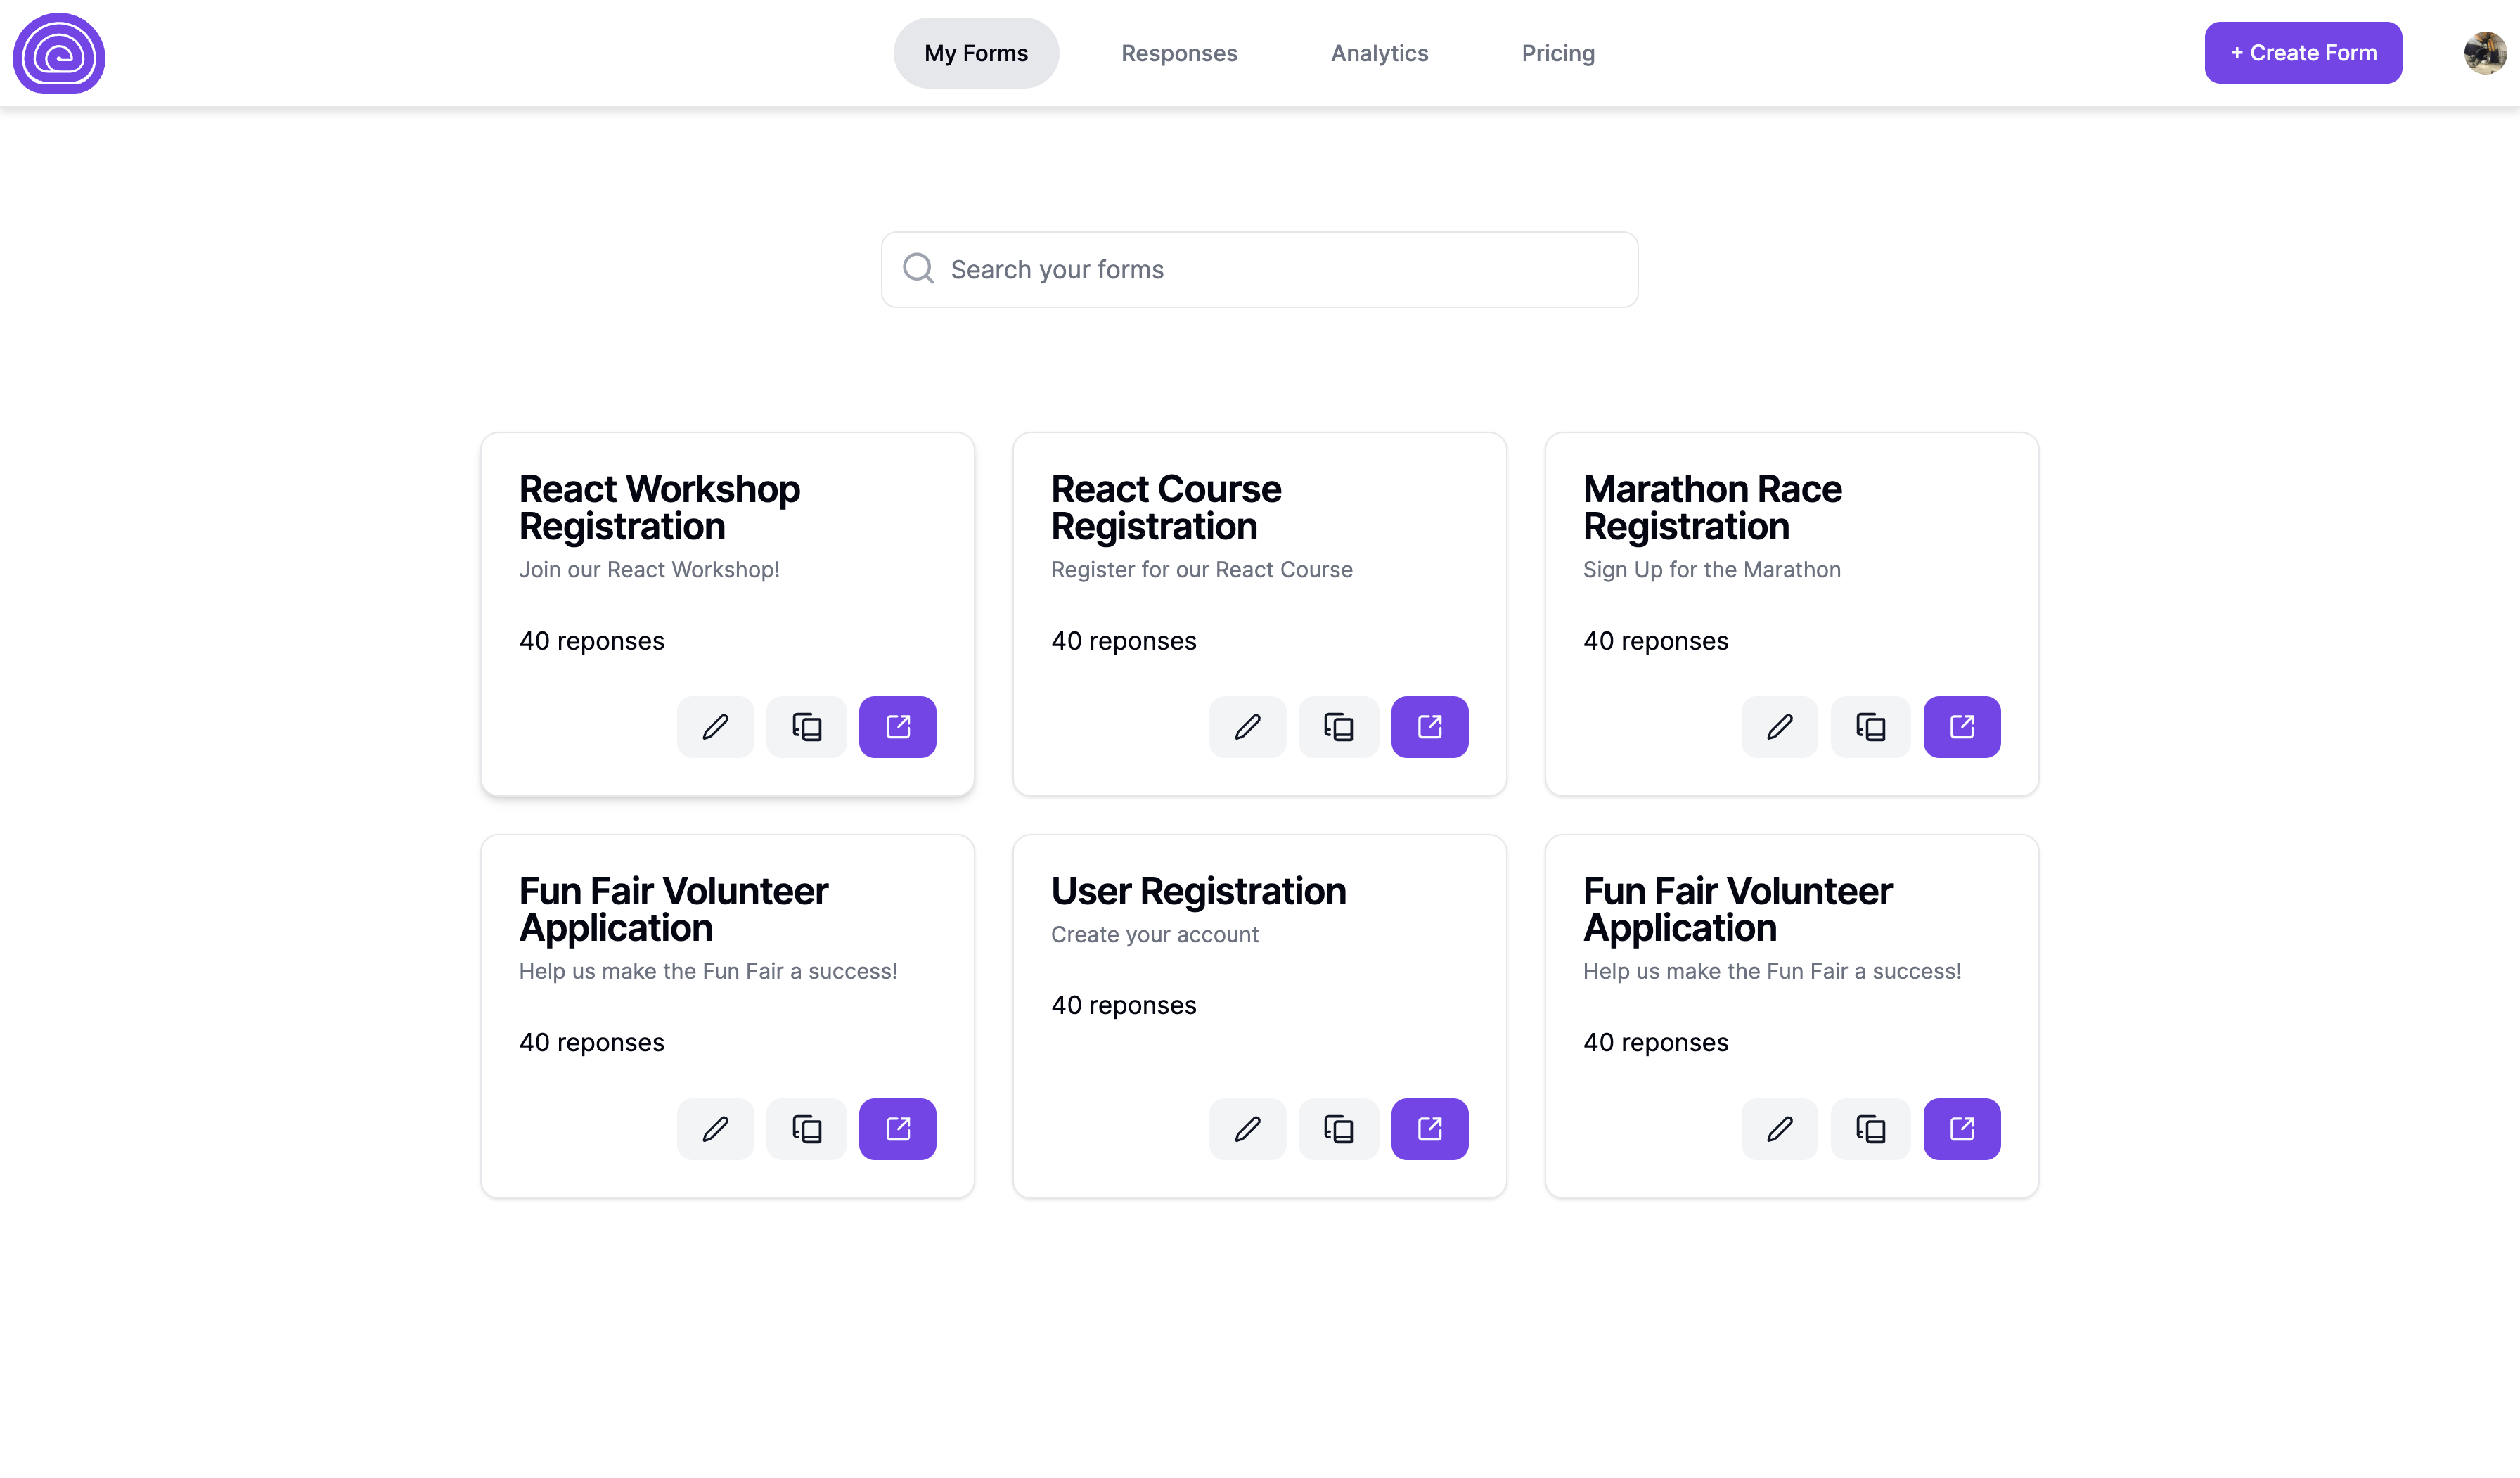 My Forms
Responses
Analytics
Pricing
+ Create Form
Search your forms
React Workshop
Registration
Join our React Workshop!
40 reponses
React Course
Registration
Register for our React Course
40 reponses
Marathon Race
Registration
Sign Up for the Marathon
40 reponses
Fun Fair Volunteer
Application
Help us make the Fun Fair a success!
40 reponses
User Registration
Create your account
40 reponses
Fun Fair Volunteer
Application
Help us make the Fun Fair a success!
40 reponses